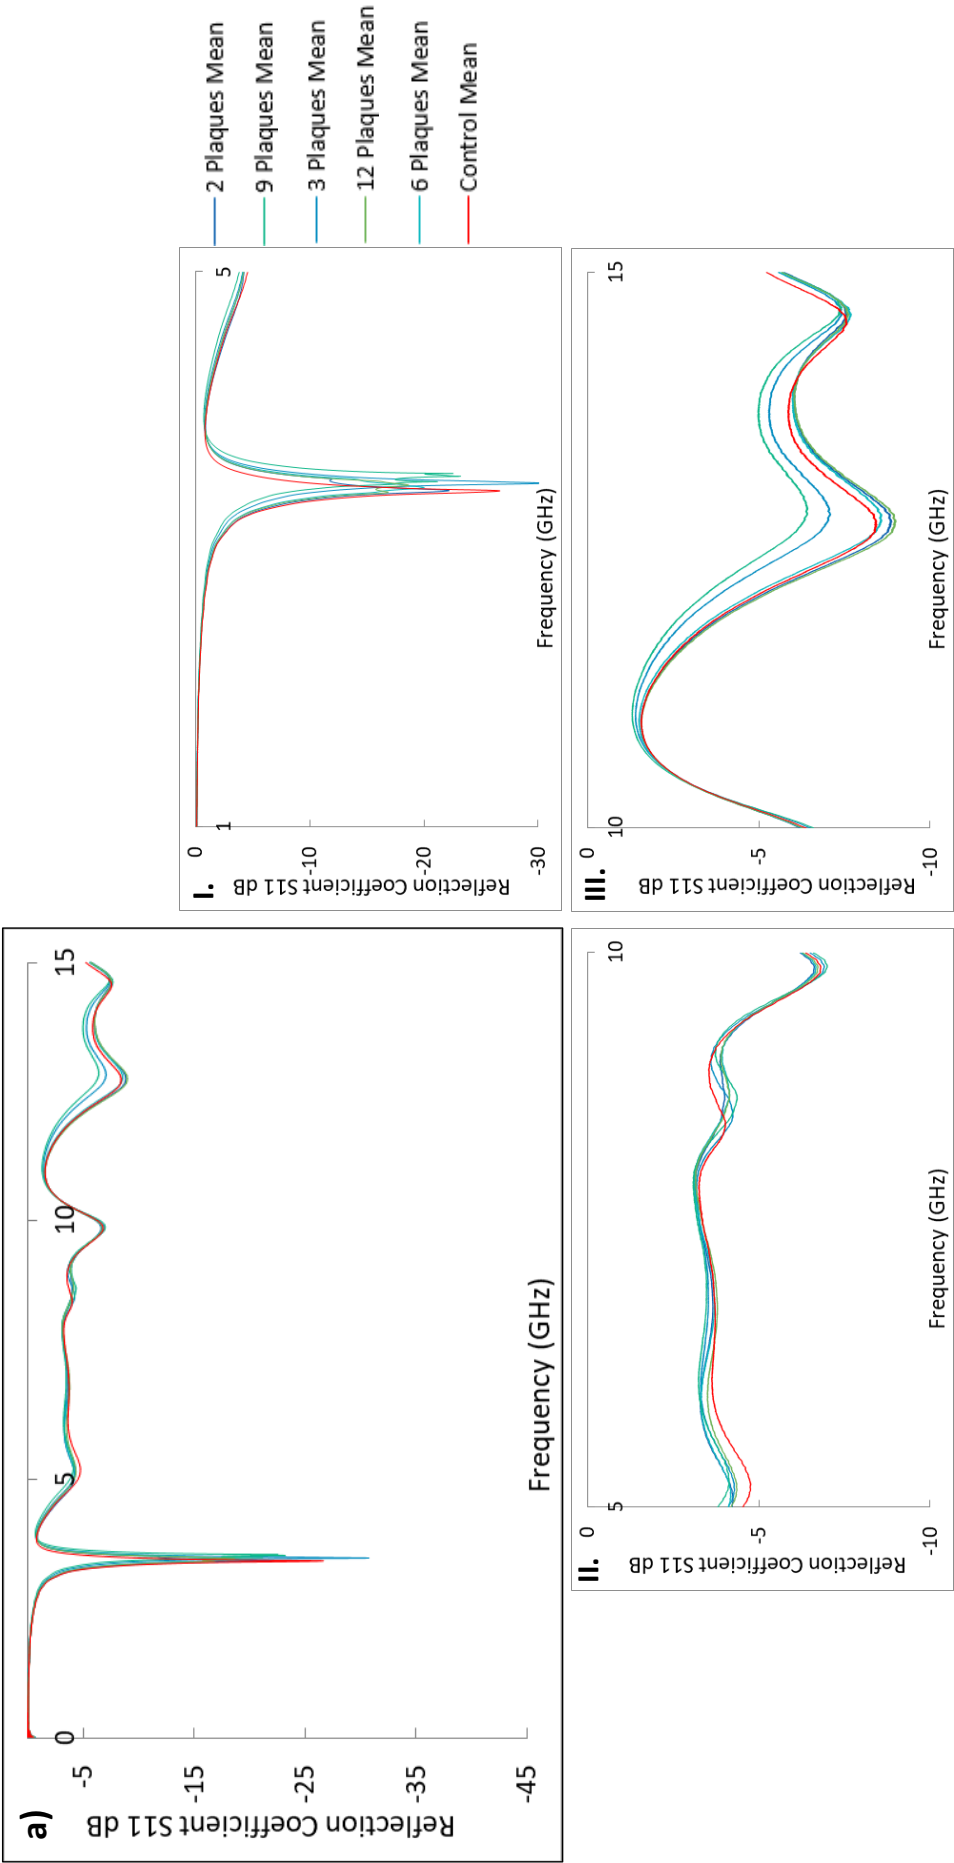 a)
Reflection Coefficient S11 dB
-5
-15
-25
-35
-45
0
5
10
15
Frequency (GHz)
I.
Reflection Coefficient S11 dB
0
-10
-20
-30
1
5
Frequency (GHz)
2 Plaques Mean
9 Plaques Mean
3 Plaques Mean
12 Plaques Mean
6 Plaques Mean
Control Mean
II.
Reflection Coefficient S11 dB
0
-5
-10
5
10
Frequency (GHz)
III.
Reflection Coefficient S11 dB
0
-5
-10
10
15
Frequency (GHz)